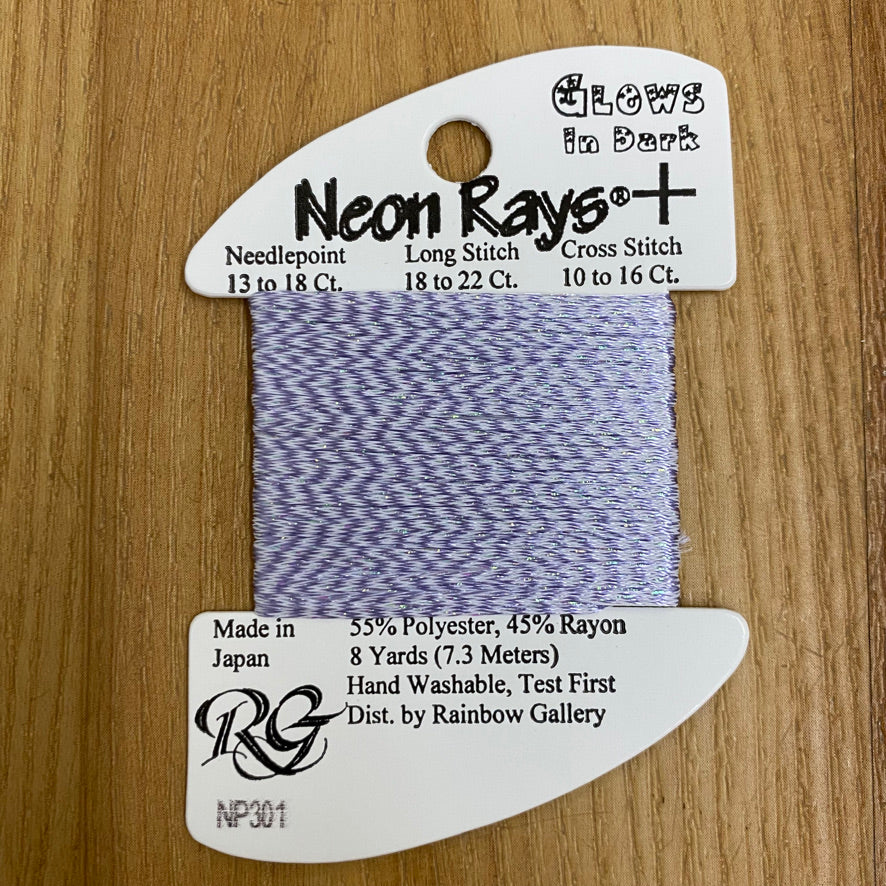 Glows
in Dark
Neon Rays®+
Needlepoint Long Stitch Cross Stitch
13 to 18 Ct. 18 to 22 Ct. 10 to 16 Ct.
Made in 55% Polyester, 45% Rayon
Japan 8 Yards (7.3 Meters)
Hand Washable, Test First
Dist. by Rainbow Gallery
RG
NP301